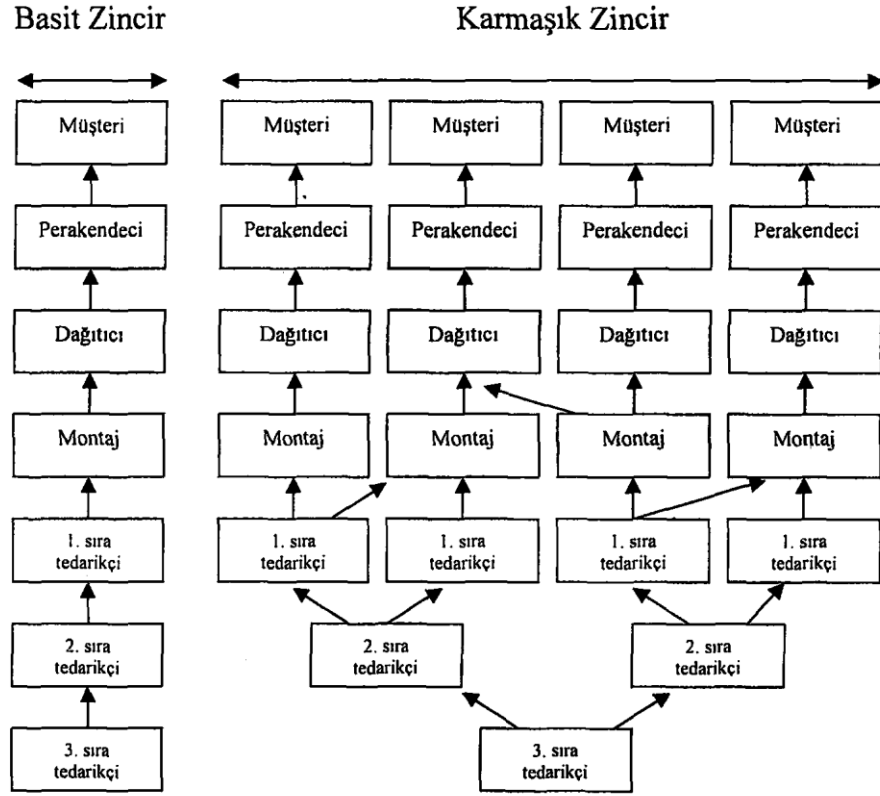 Basit Zincir
Karmaşık Zincir
Müşteri
Müşteri
Müşteri
Müşteri
Müşteri
Perakendeci
Perakendeci
Perakendeci
Perakendeci
Perakendeci
Dağıtıcı
Dağıtıcı
Dağıtıcı
Dağıtıcı
Dağıtıcı
Montaj
Montaj
Montaj
Montaj
Montaj
1. sıra
tedarikçi
1. sıra
tedarikçi
1. sıra
tedarikçi
1. sıra
tedarikçi
1. sıra
tedarikçi
2. sıra
tedarikçi
2. sıra
tedarikçi
2. sıra
tedarikçi
3. sıra
tedarikçi
3. sıra
tedarikçi